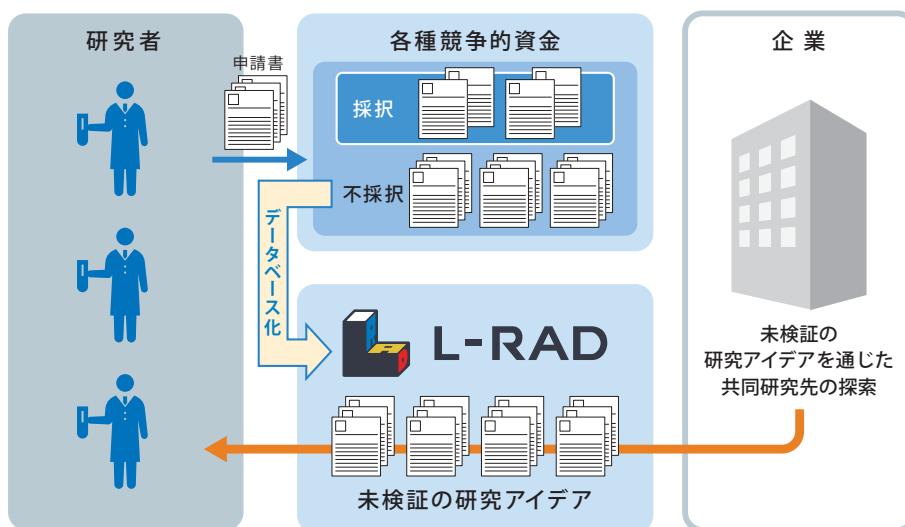 研究者
申請書
各種競争的資金
採択
不採択
データベース化
L-RAD
未検証の研究アイデア
企業
未検証の
研究アイデアを通じた
共同研究先の探索